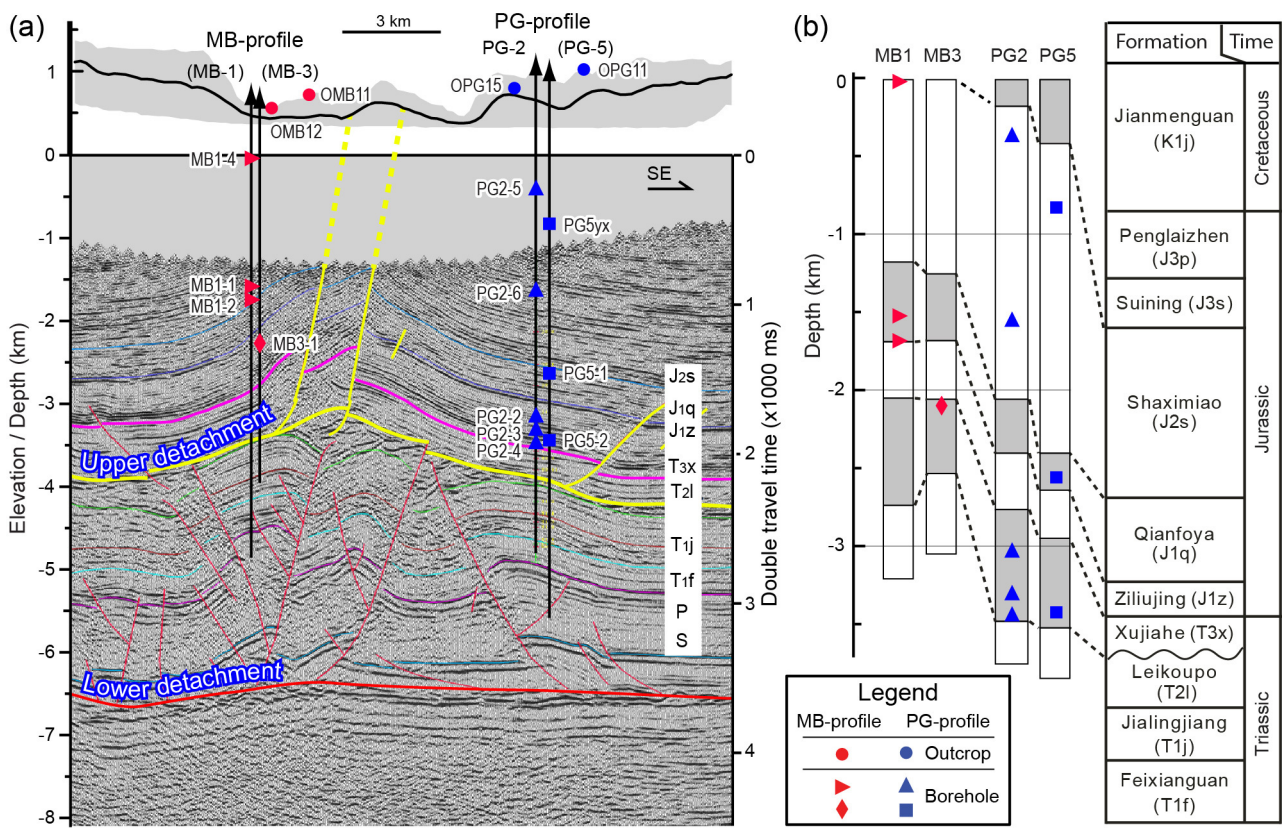 (a)
MB-profile
(MB-1)
(MB-3)
3 km
PG-profile
PG-2
(PG-5)
Elevation / Depth (km)
1
0
-1
-2
-3
-4
-5
-6
-7
-8
OMB11
OMB12
OPG15
OPG11
MB1-4
SE
PG2-5
PG5yx
MB1-1
MB1-2
PG2-6
MB3-1
PG5-1
PG2-2
PG2-3
PG2-4
PG5-2
Upper detachment
Lower detachment
J2s
J1q
J1z
T3x
T2l
T1j
T1f
P
S
0
1
2
3
4
Double travel time (x1000 ms)
(b)
MB1
MB3
PG2
PG5
Depth (km)
0
-1
-2
-3
Formation
Time
Jianmenguan
(K1j)
Cretaceous
Penglaizhen
(J3p)
Suining (J3s)
Shaximiao
(J2s)
Qianfoya
(J1q)
Ziliujing (J1z)
Jurassic
Xujiahe (T3x)
Leikoupo
(T2l)
Jialingjiang
(T1j)
Feixianguan
(T1f)
Triassic
Legend
MB-profile PG-profile
Outcrop
Borehole